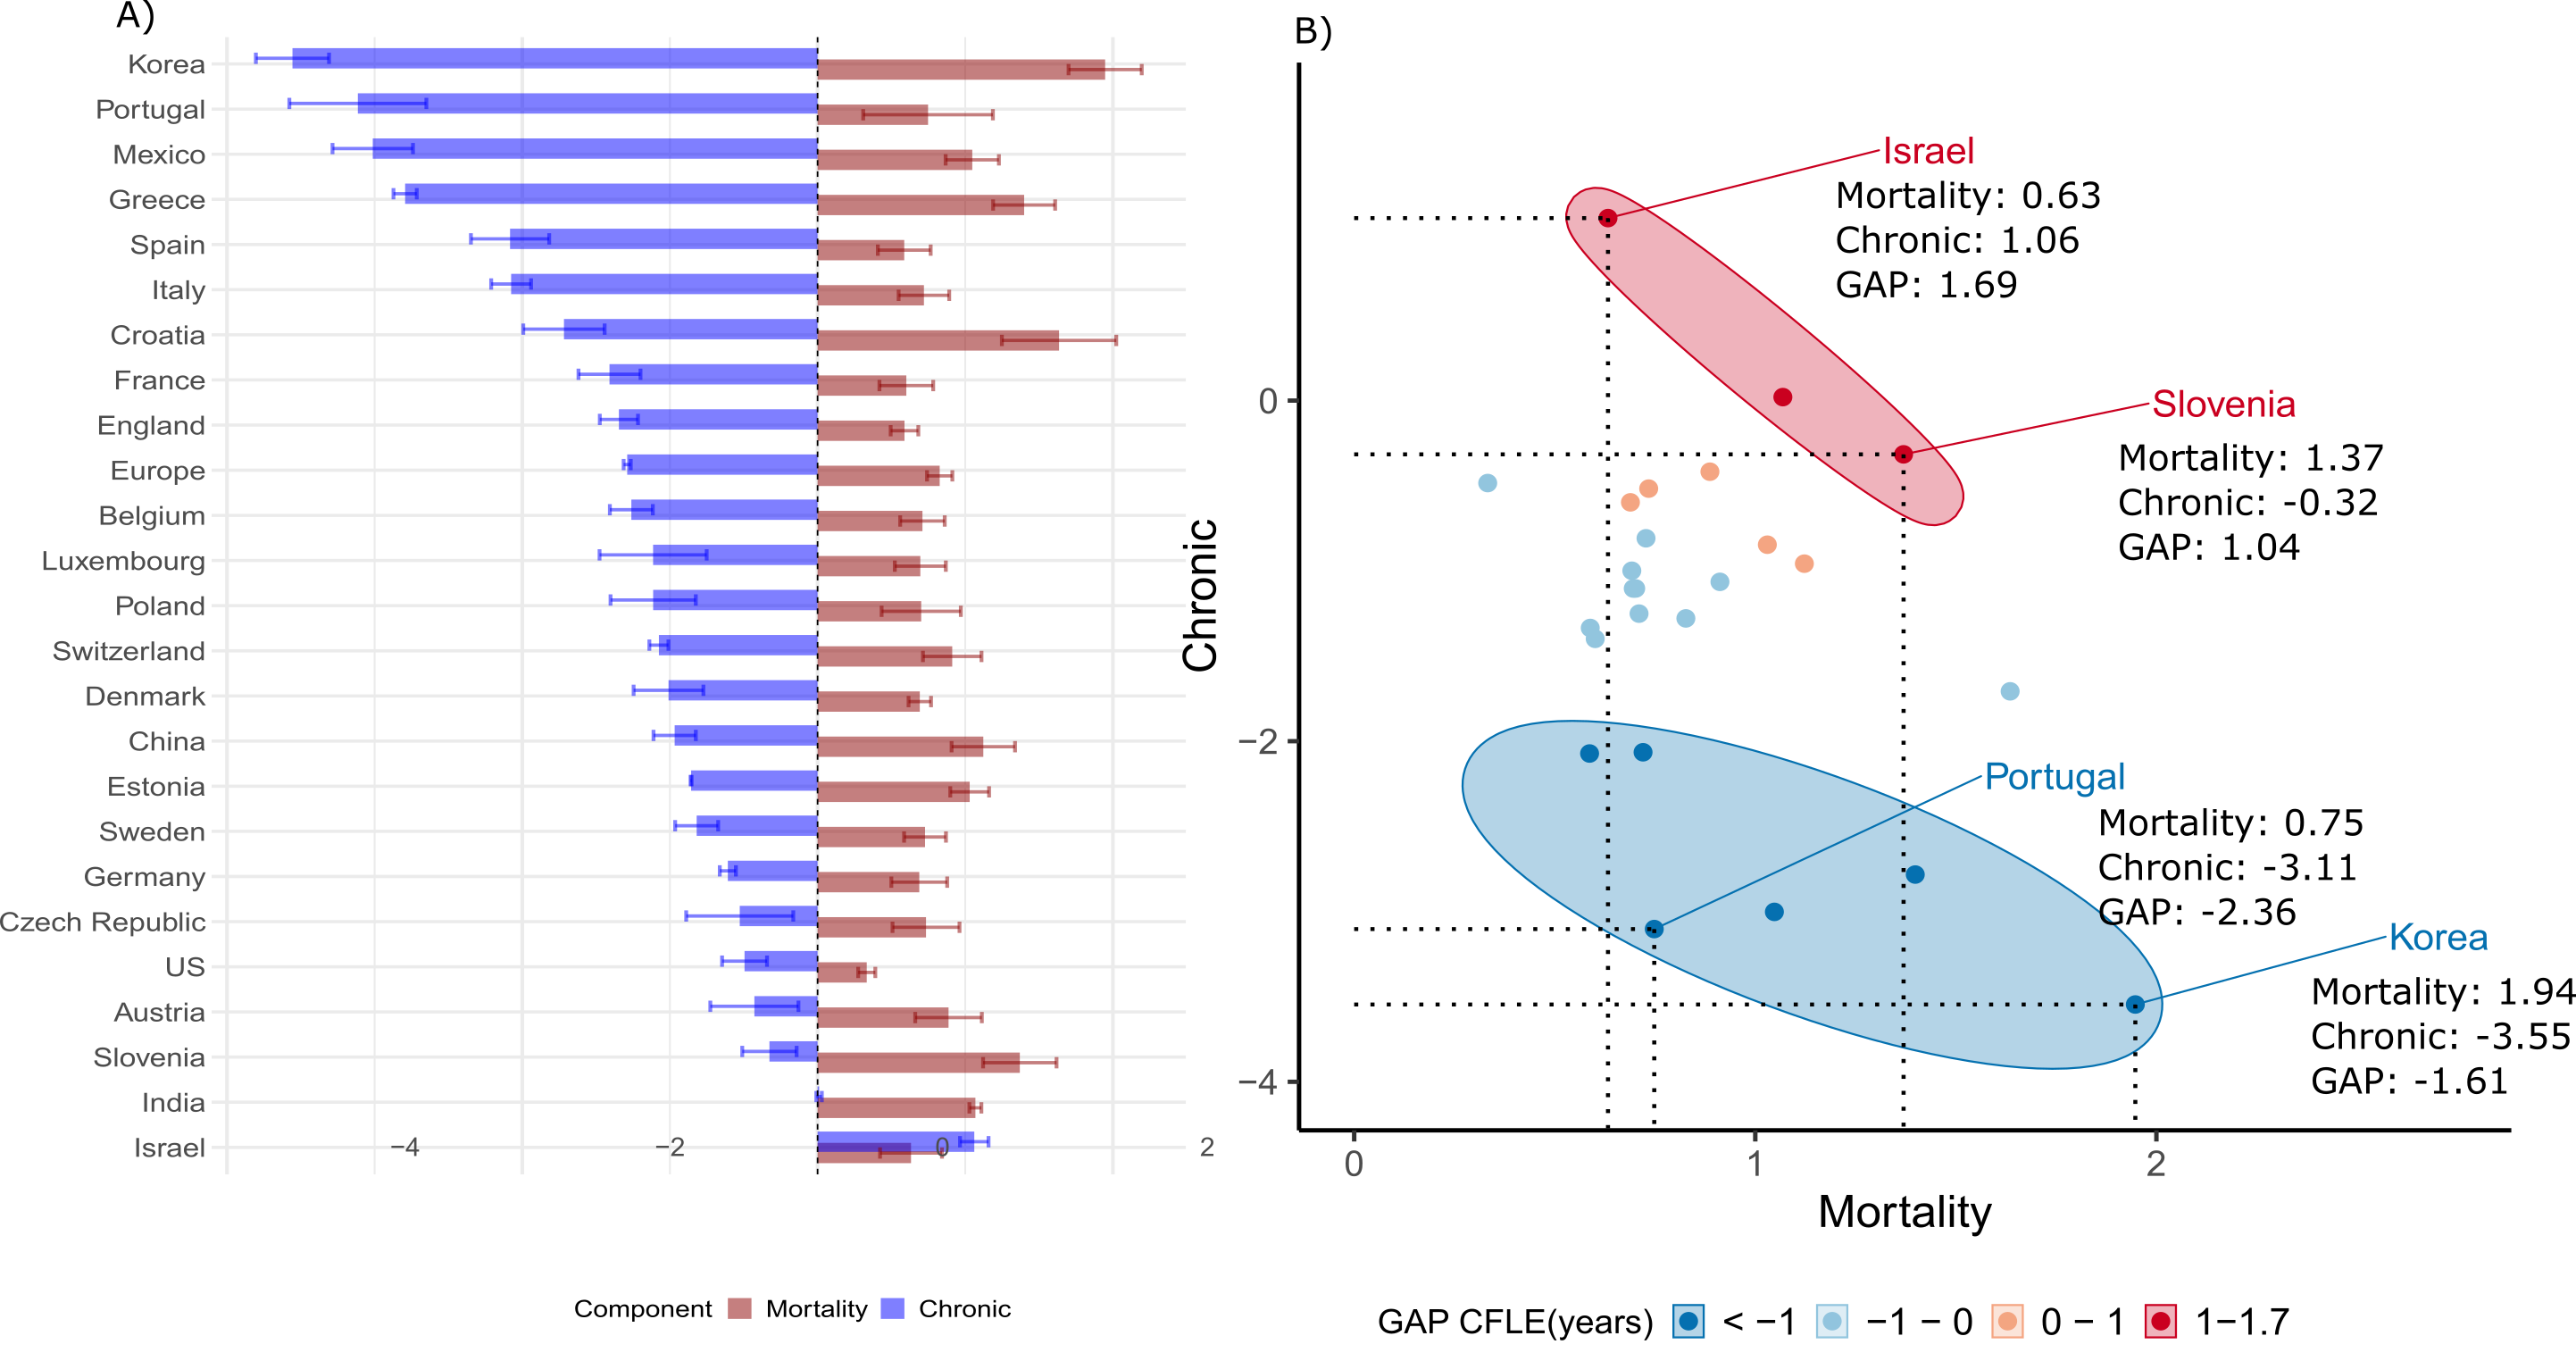 A)
Korea
Portugal
Mexico
Greece
Spain
Italy
Croatia
France
England
Europe
Belgium
Luxembourg
Poland
Switzerland
Denmark
China
Estonia
Sweden
Germany
Czech Republic
US
Austria
Slovenia
India
Israel
−4 −2 0 2
Component Mortality Chronic
B)
Chronic
0
−2
−4
Israel
Mortality: 0.63
Chronic: 1.06
GAP: 1.69
Slovenia
Mortality: 1.37
Chronic: -0.32
GAP: 1.04
Portugal
Mortality: 0.75
Chronic: -3.11
GAP: -2.36
Korea
Mortality: 1.94
Chronic: -3.55
GAP: -1.61
0 1 2
Mortality
GAP CFLE(years) < −1 −1 − 0 0 − 1 1−1.7